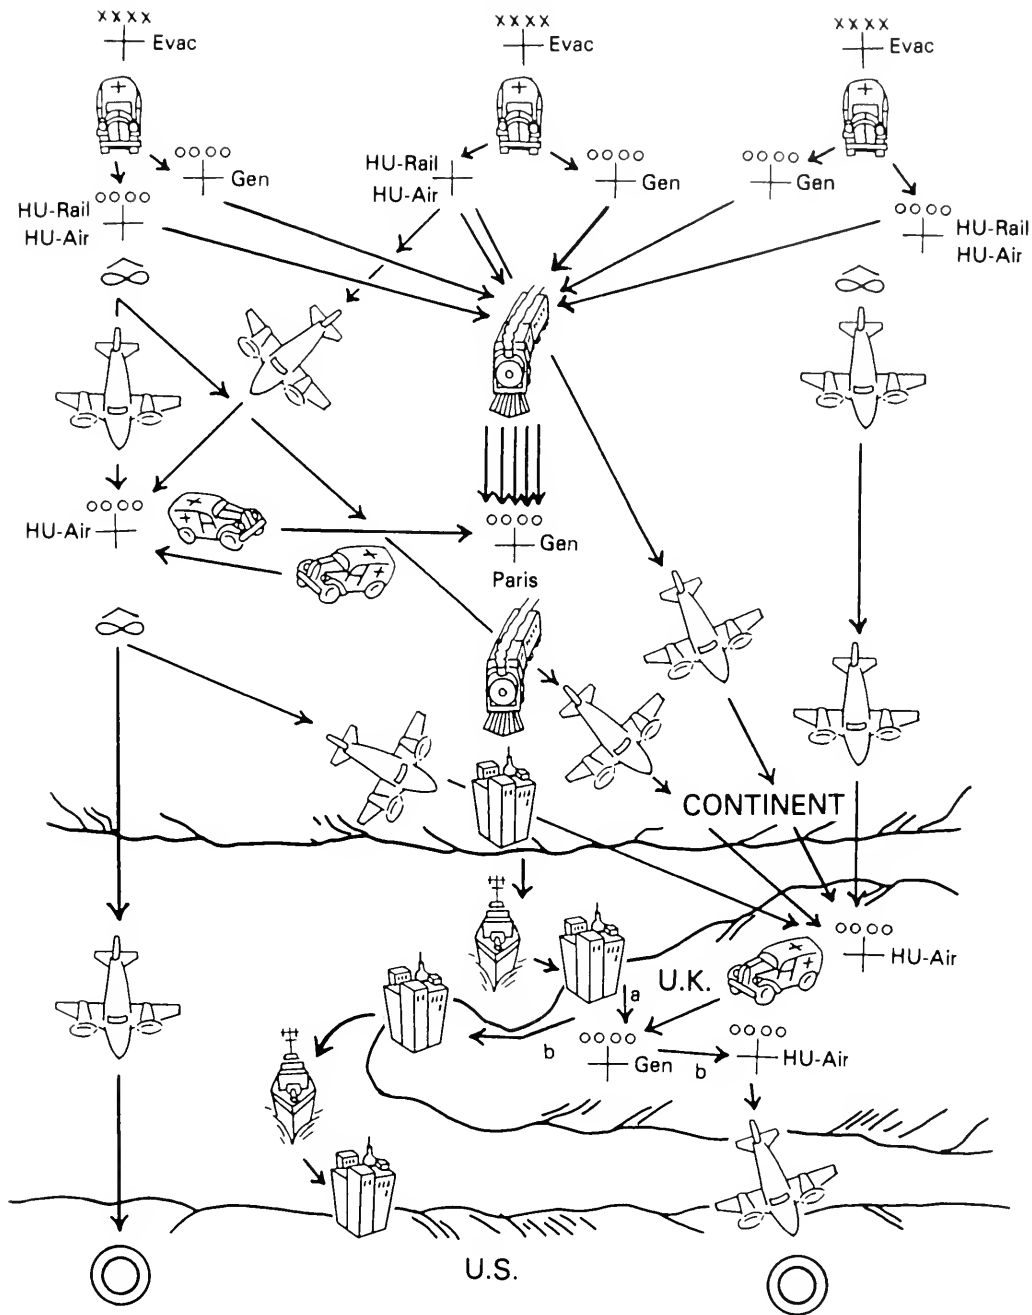 XXXX
Evac
XXXX
Evac
XXXX
Evac
Gen
HU-Rail
HU-Air
Gen
Gen
HU-Rail
HU-Air
HU-Rail
HU-Air
HU-Air
Gen
Paris
CONTINENT
HU-Air
U.K.
a
b
Gen
b
HU-Air
U.S.